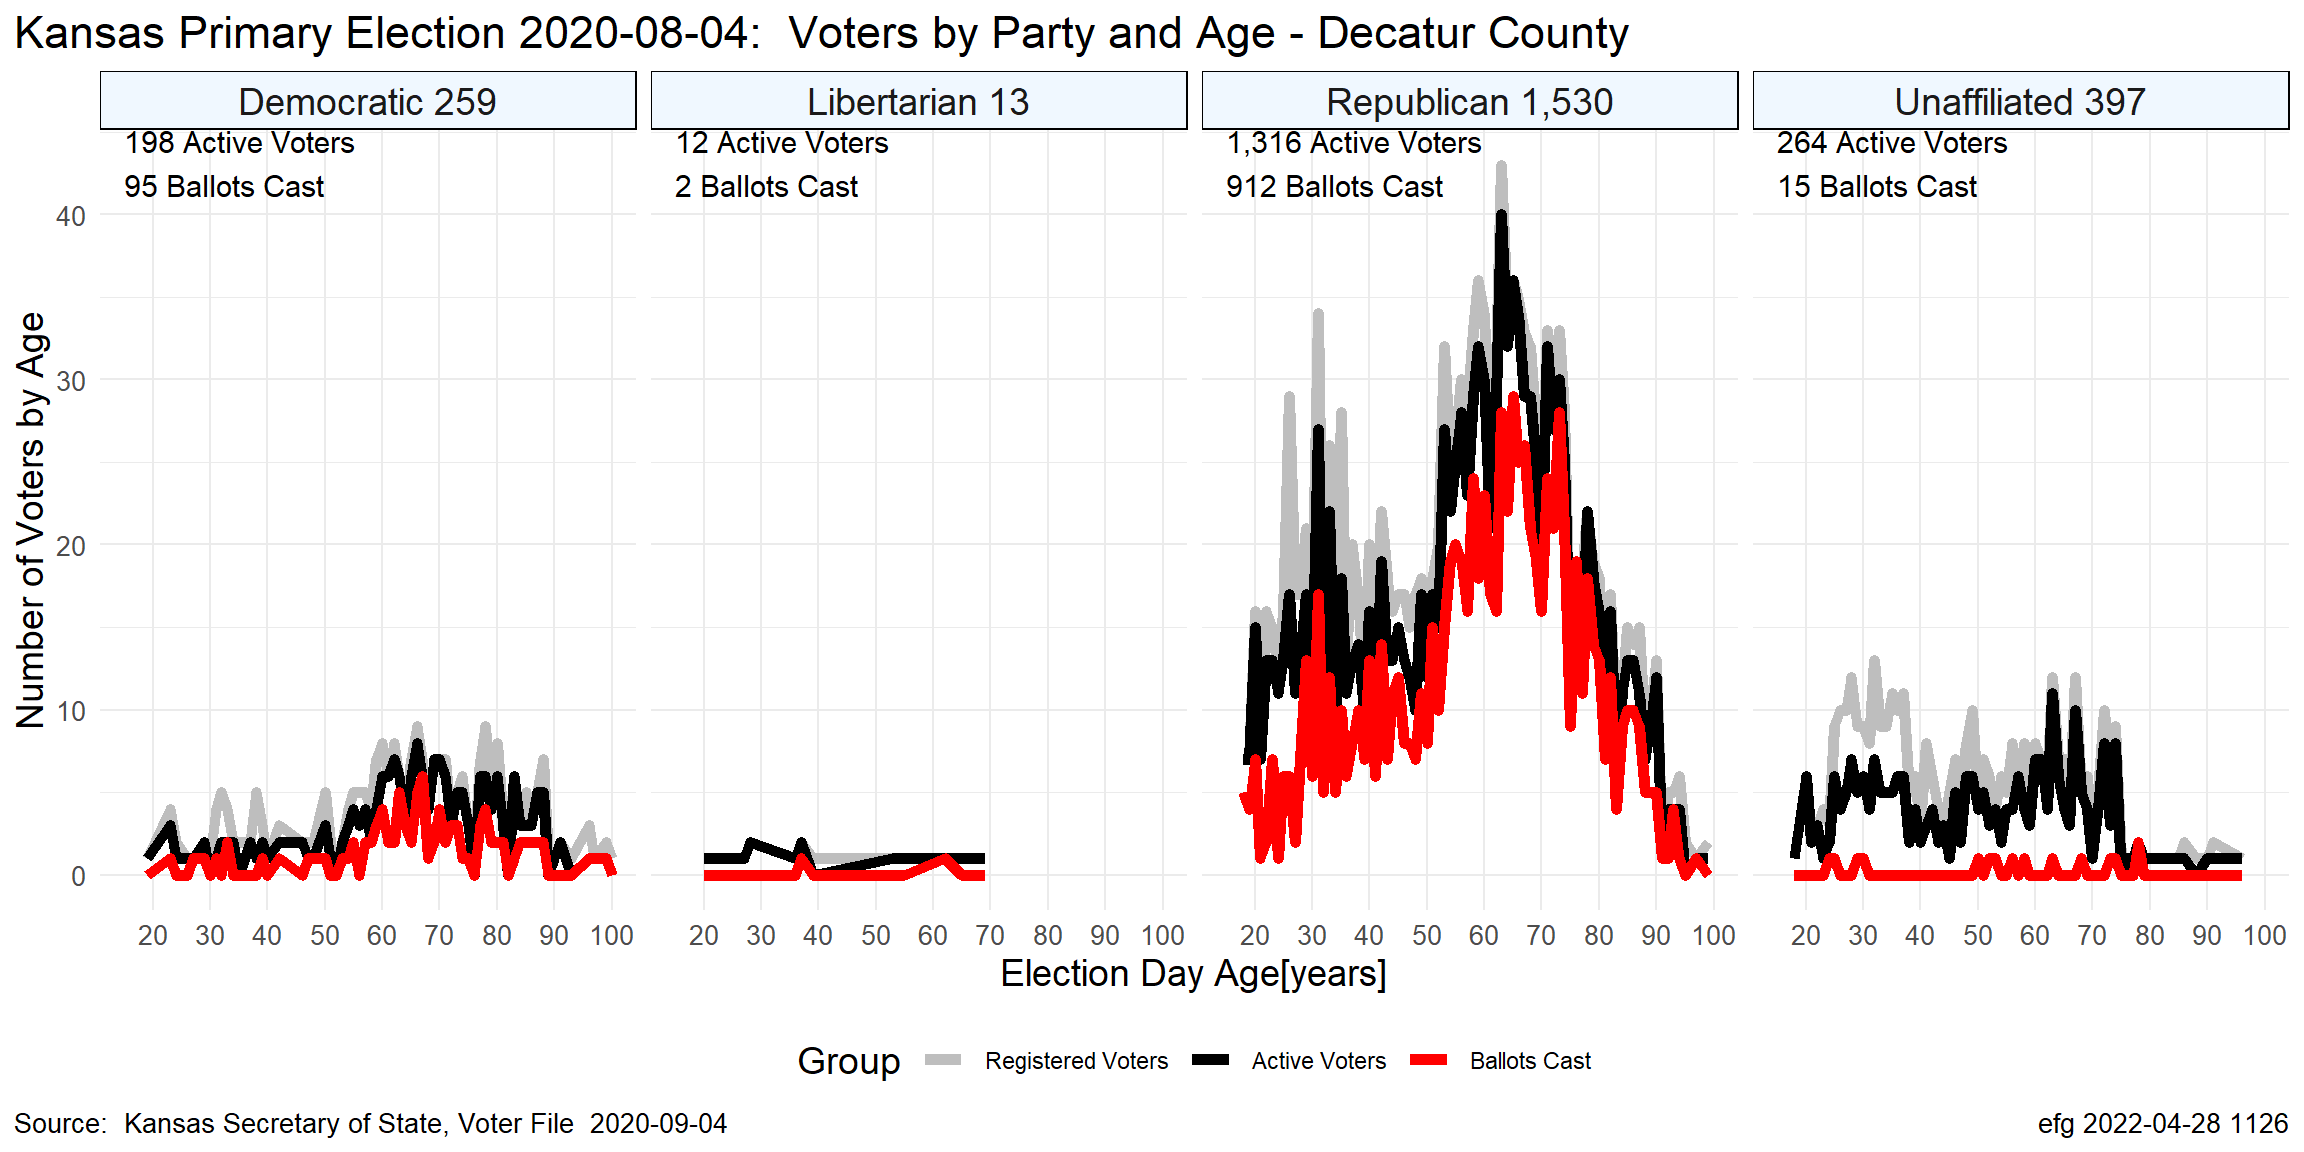 Kansas Primary Election 2020-08-04:  Voters by Party and Age - Decatur County
Democratic 259
Libertarian 13
Republican 1,530
Unaffiliated 397
198 Active Voters
95 Ballots Cast
12 Active Voters
2 Ballots Cast
1,316 Active Voters
912 Ballots Cast
264 Active Voters
15 Ballots Cast
Number of Voters by Age
40
30
20
10
0
20 30 40 50 60 70 80 90 100
20 30 40 50 60 70 80 90 100
20 30 40 50 60 70 80 90 100
20 30 40 50 60 70 80 90 100
Election Day Age[years]
Group Registered Voters Active Voters Ballots Cast
Source:  Kansas Secretary of State, Voter File  2020-09-04
efg 2022-04-28 1126